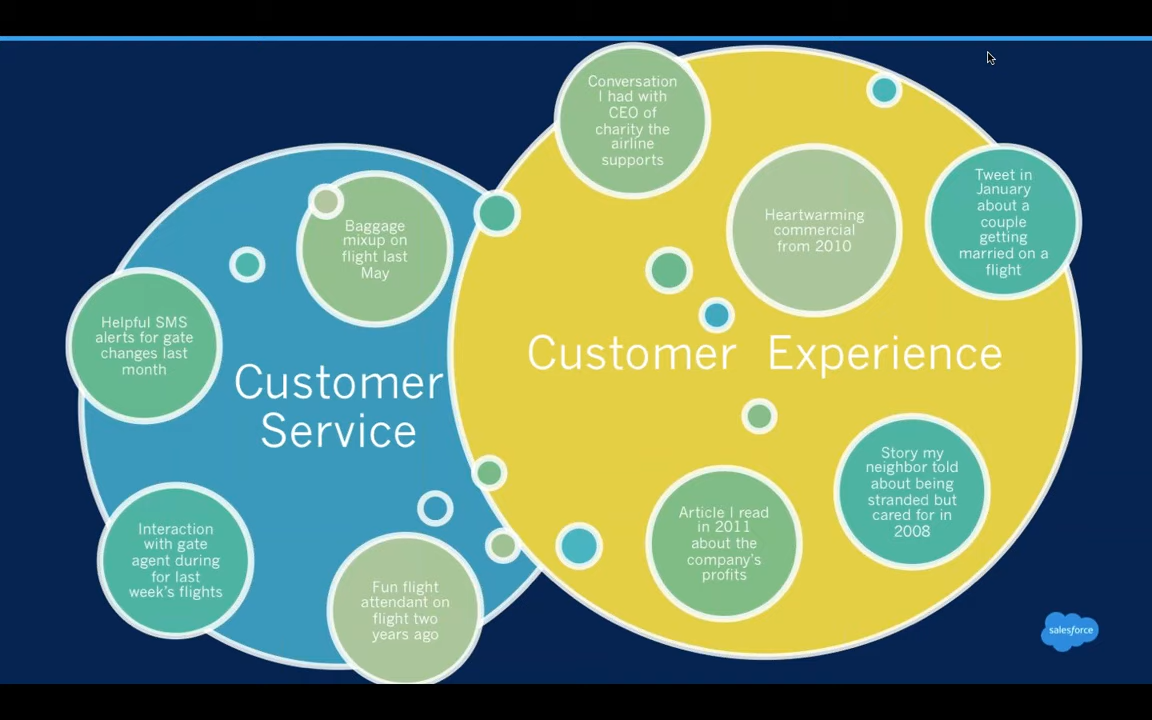 Conversation
I had with
CEO of
charity the
airline
supports
Tweet in
January
about a
couple
getting
married on a
flight
Heartwarming
commercial
from 2010
Baggage
mixup on
flight last
May
Helpful SMS
alerts for gate
changes last
month
Customer Experience
Customer
Service
Story my
neighbor told
about being
stranded but
cared for in
2008
Article I read
in 2011
about the
company's
profits
Interaction
with gate
agent during
for last
week's flights
Fun flight
attendant on
flight two
years ago
salesforce